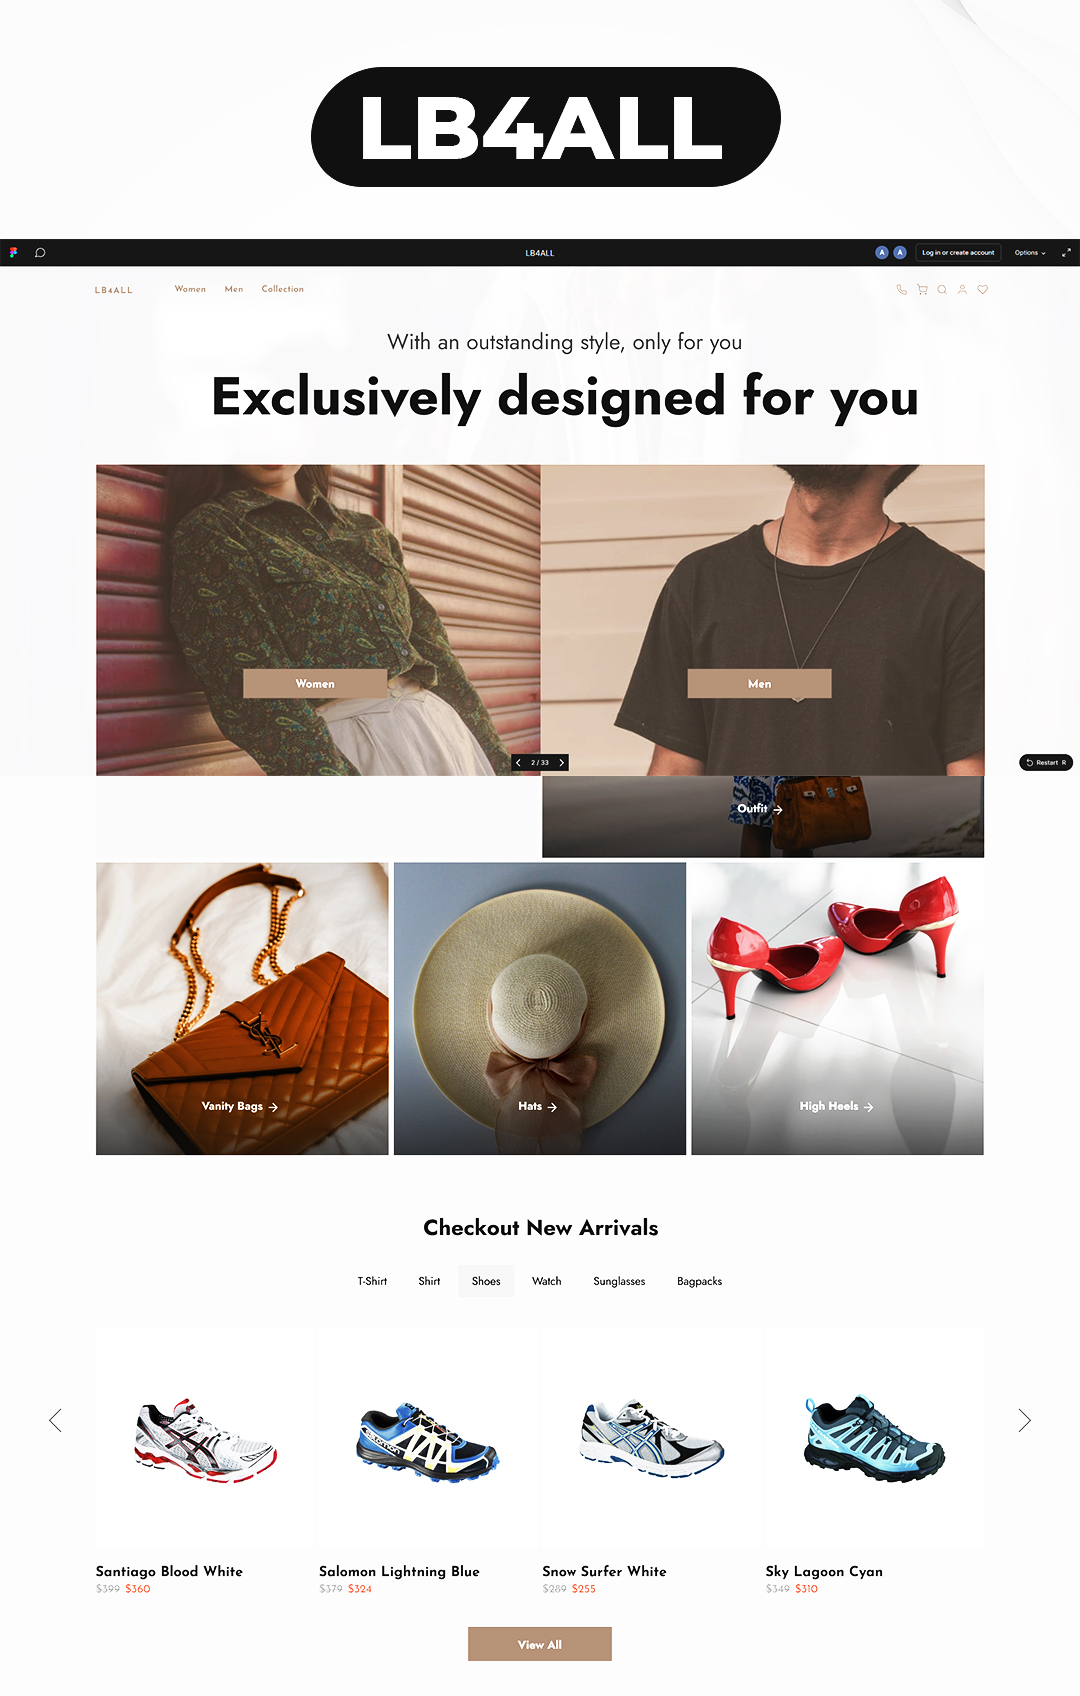 LB4ALL
LB4ALL
A A Log in or create account Options
LB4ALL Women Men Collection
With an outstanding style, only for you
Exclusively designed for you
Women Men
2 / 33
Restart R
Outfit →
Vanity Bags → Hats → High Heels →
Checkout New Arrivals
T-Shirt Shirt Shoes Watch Sunglasses Bagpacks
SALOMON
Santiago Blood White Salomon Lightning Blue Snow Surfer White Sky Lagoon Cyan
$399 $360 $379 $324 $289 $255 $349 $310
View All